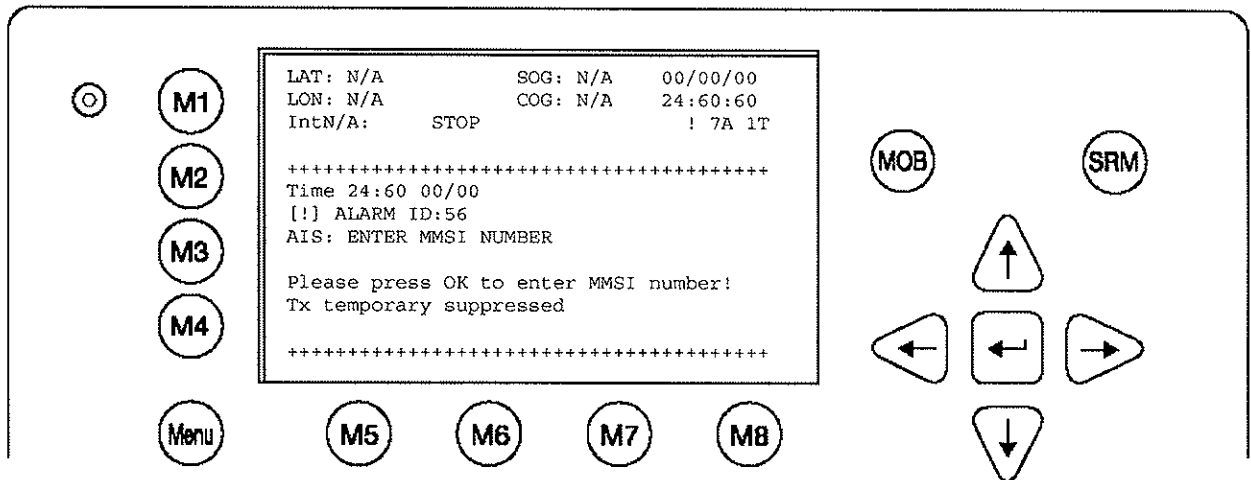 LAT: N/A SOG: N/A 00/00/00
LON: N/A COG: N/A 24:60:60
IntN/A: STOP ! 7A 1T
++++++++++++++++++++++++++++++++++++++++
Time 24:60 00/00
[!] ALARM ID:56
AIS: ENTER MMSI NUMBER
Please press OK to enter MMSI number!
Tx temporary suppressed
++++++++++++++++++++++++++++++++++++++++
M1
M2
M3
M4
Menu
M5 M6 M7 M8
MOB SRM